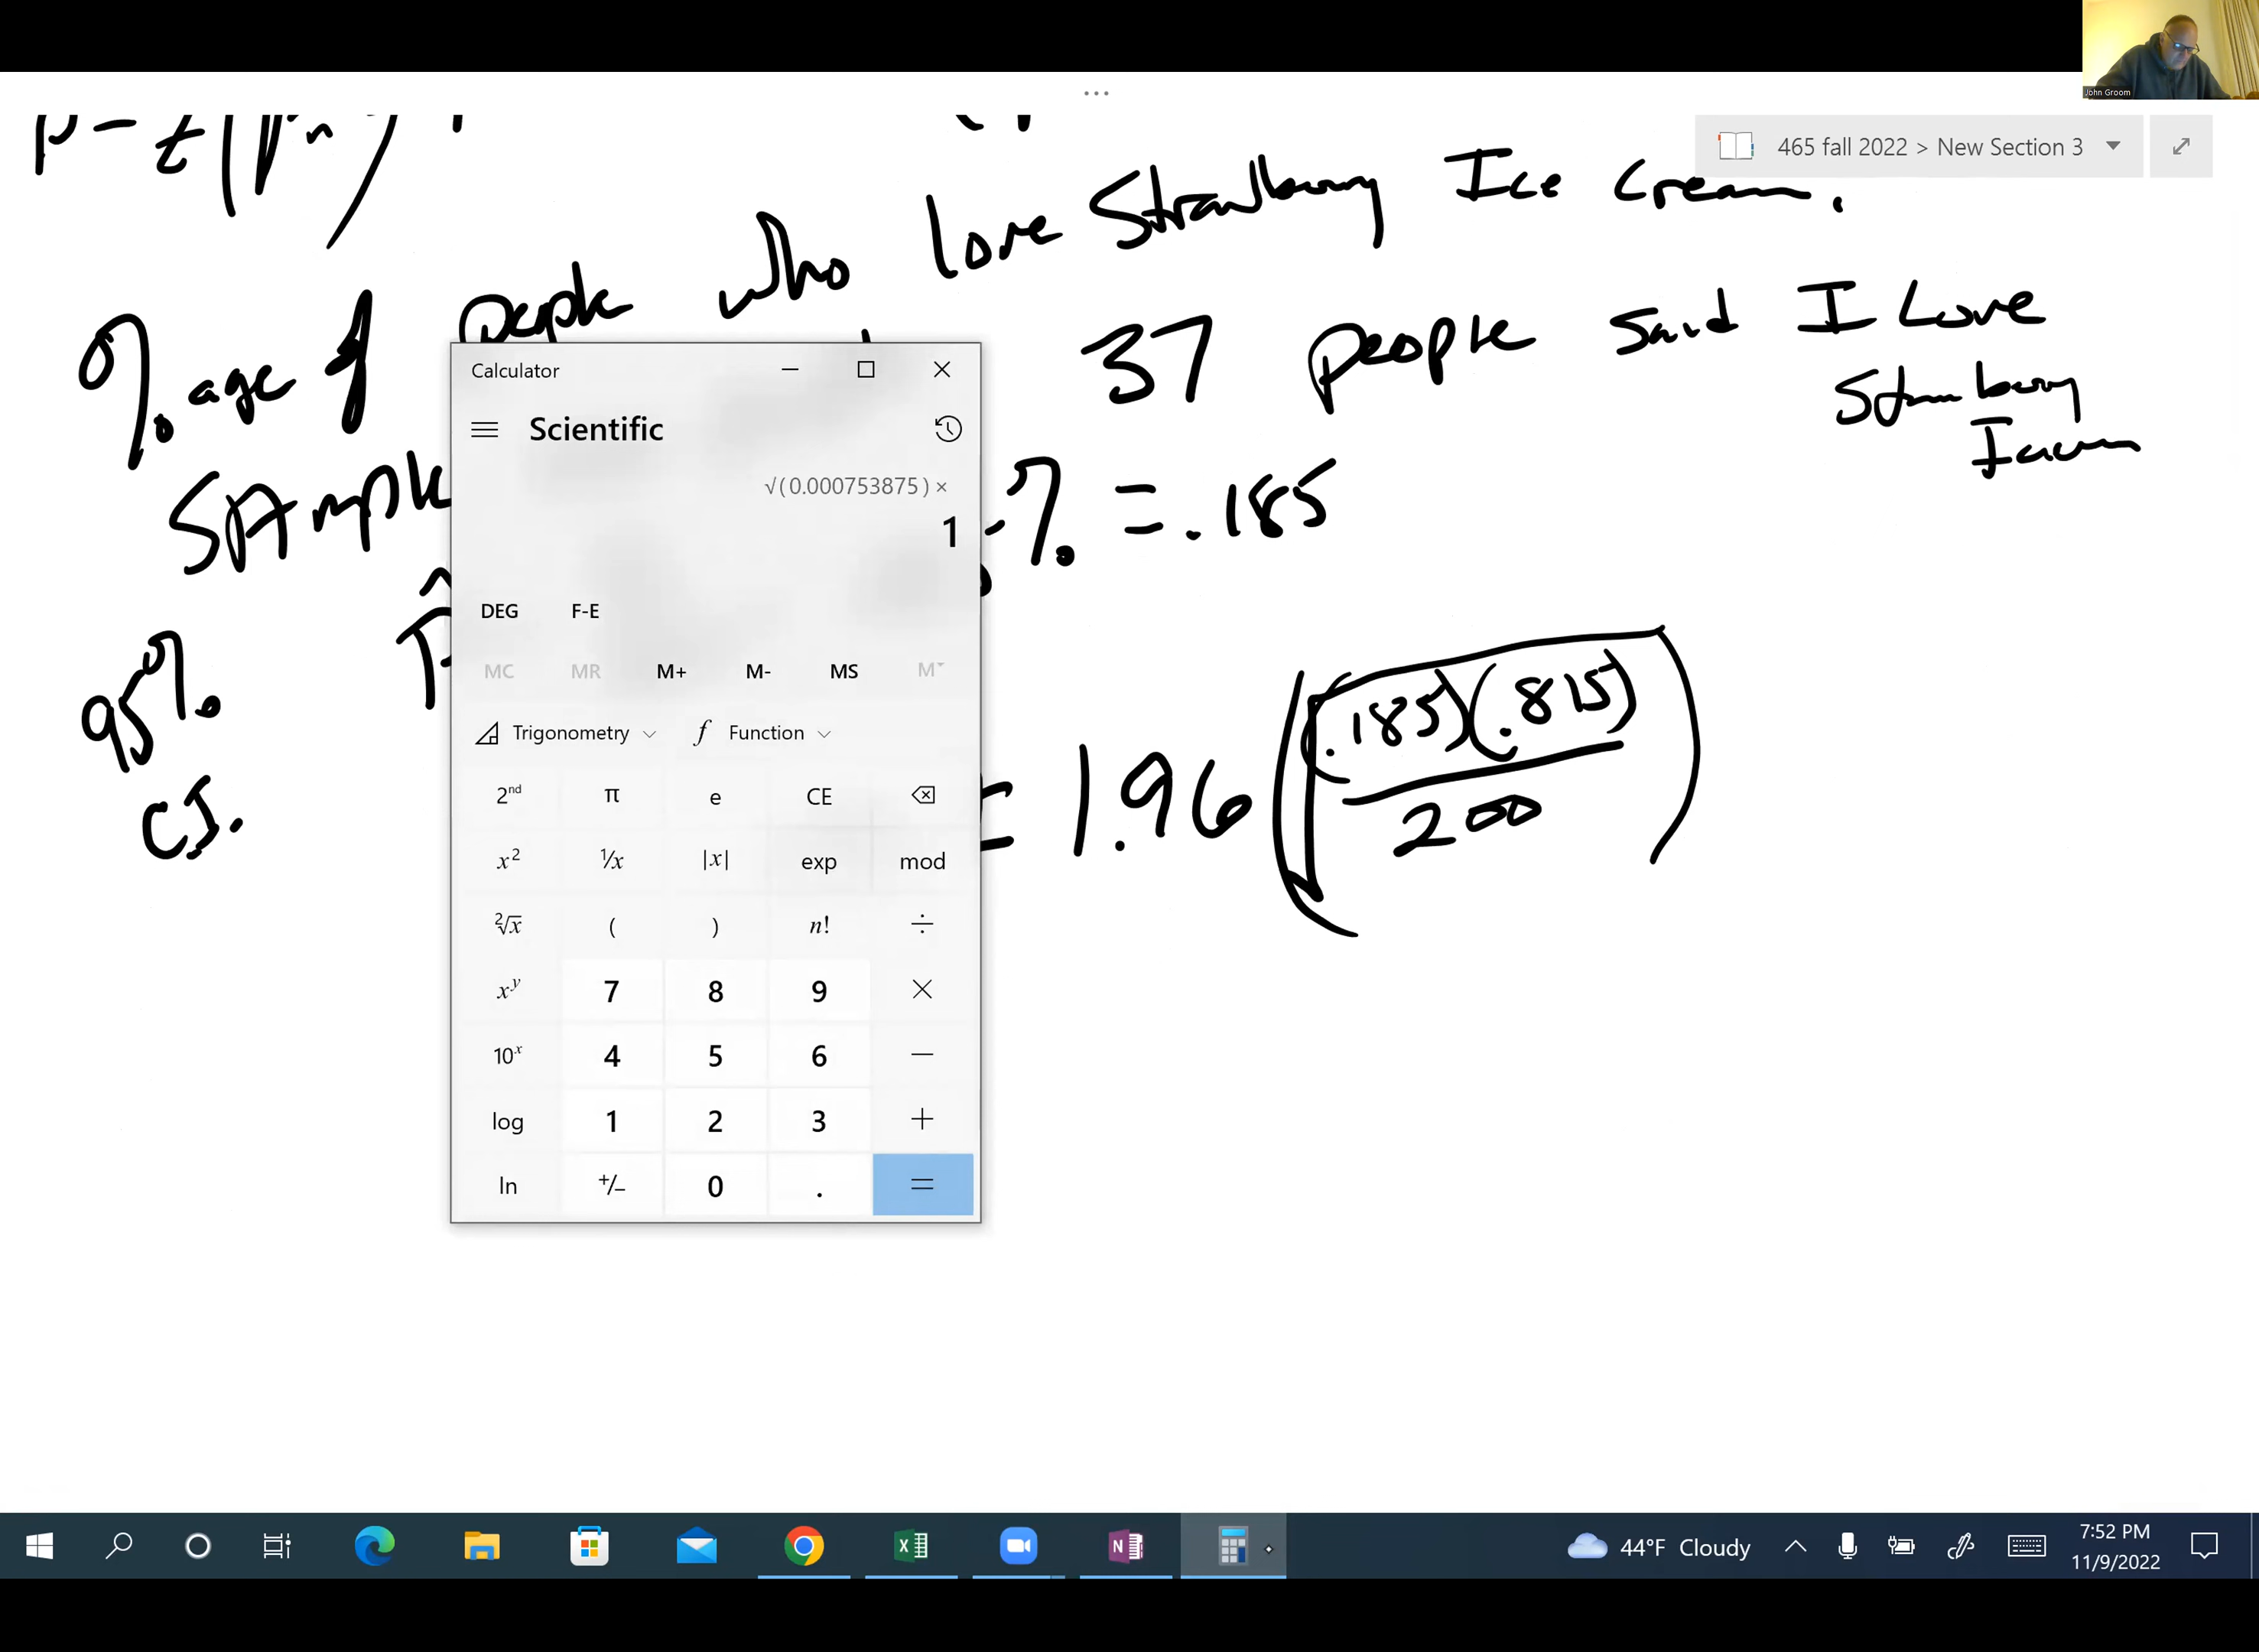 John Groom
465 fall 2022 > New Section 3
%age of people who love Strawberry Ice Cream.
37 people said I Love
Strawberry
Sample % = .185
95%
C.I.
= 1.96 (√(.185)(.815)
200
Calculator
Scientific
√(0.000753875) ×
1
DEG F-E
MC MR M+ M- MS M
Trigonometry f Function
2nd π e CE
x² ¹/x |x| exp mod
²√x ( ) n! ÷
xʸ 7 8 9 ×
10ˣ 4 5 6 −
log 1 2 3 +
ln +/− 0 . =
44°F Cloudy
7:52 PM
11/9/2022